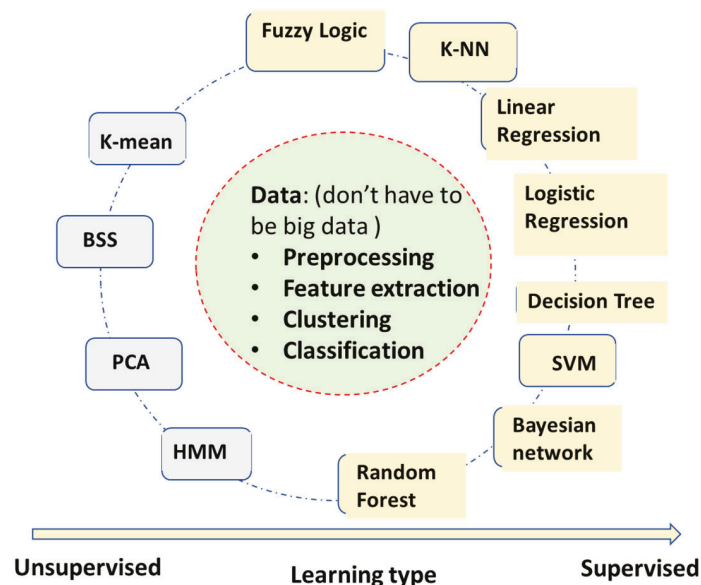 Fuzzy Logic
K-NN
Linear
Regression
Logistic
Regression
Decision Tree
SVM
Bayesian
network
Random
Forest
HMM
PCA
BSS
K-mean
Data: (don’t have to
be big data )
• Preprocessing
• Feature extraction
• Clustering
• Classification
Unsupervised
Learning type
Supervised